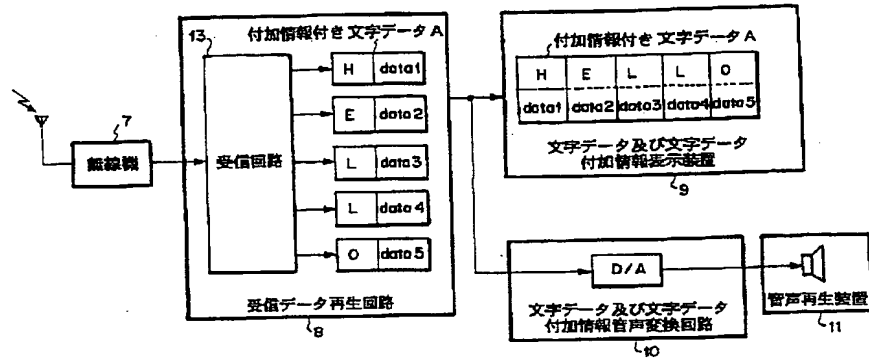 13
付加情報付き文字データA
H data1
E data2
L data3
L data4
O data5
受信回路
受信データ再生回路
8
7
無線機
付加情報付き文字データA
H E L L O
data1 data2 data3 data4 data5
文字データ及び文字データ
付加情報表示装置
9
D/A
文字データ及び文字データ
付加情報音声変換回路
10
音声再生装置
11